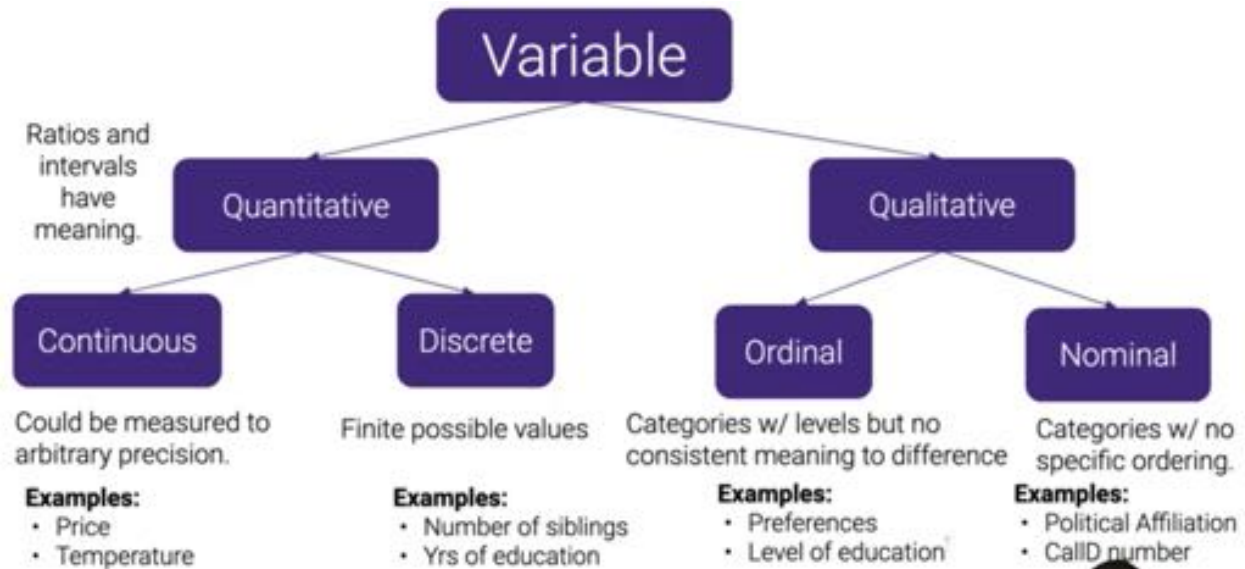 Variable
Ratios and
intervals
have
meaning.
Quantitative
Qualitative
Continuous
Discrete
Ordinal
Nominal
Could be measured to
arbitrary precision.
Examples:
• Price
• Temperature
Finite possible values
Examples:
• Number of siblings
• Yrs of education
Categories w/ levels but no
consistent meaning to difference
Examples:
• Preferences
• Level of education
Categories w/ no
specific ordering.
Examples:
• Political Affiliation
• CalID number